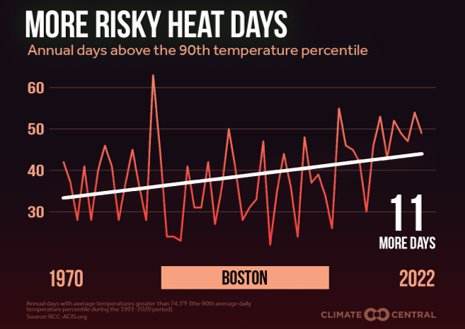 MORE RISKY HEAT DAYS
Annual days above the 90th temperature percentile
60
50
40
30
11
MORE DAYS
1970
BOSTON
2022
Annual days with average temperatures greater than 74.5°F (the 90th average daily
temperature percentile during the 1991-2020 period).
Source: RCC-ACIS.org
CLIMATE CENTRAL